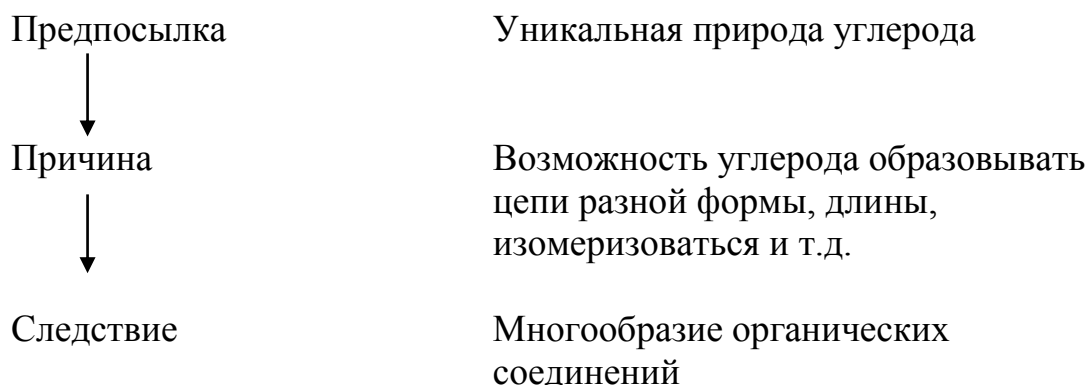 Предпосылка Уникальная природа углерода
Причина Возможность углерода образовывать
цепи разной формы, длины,
изомеризоваться и т.д.
Следствие Многообразие органических
соединений